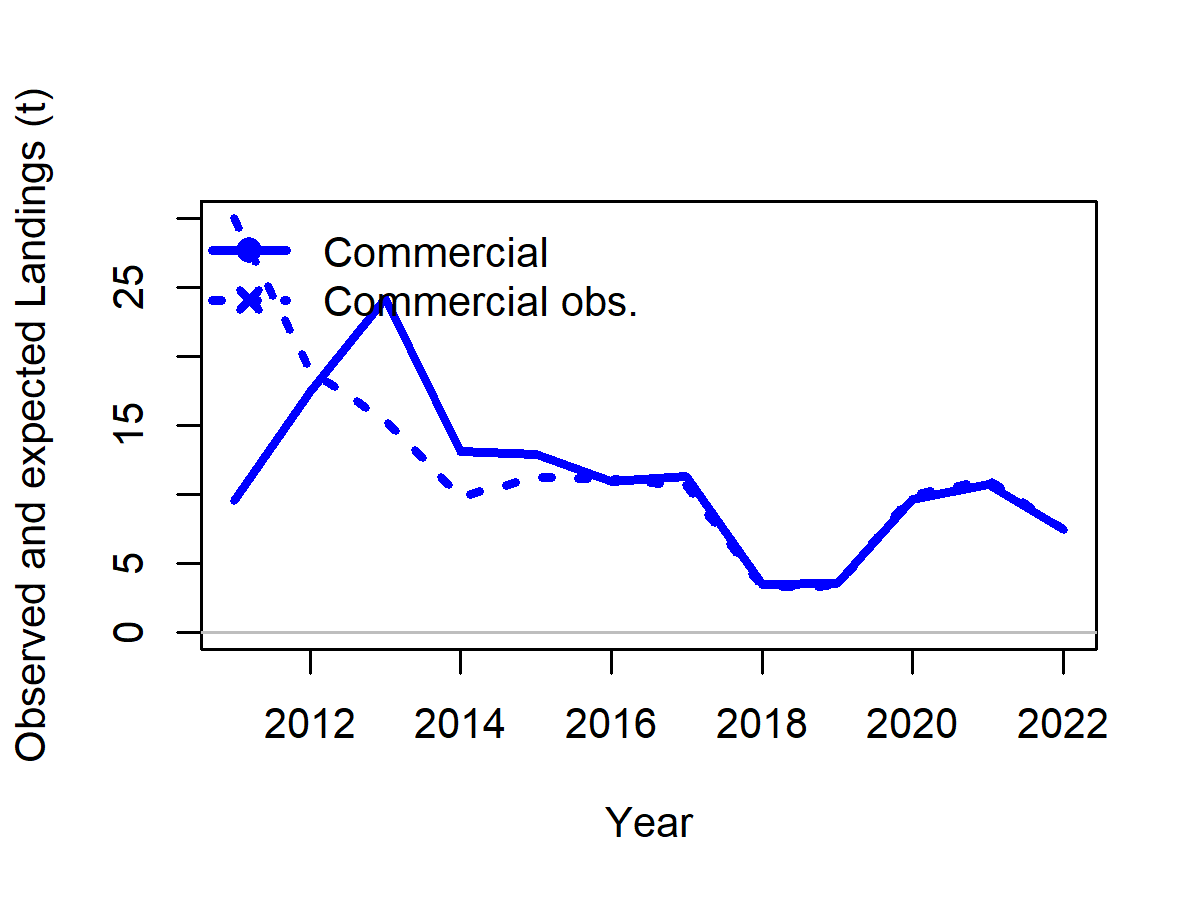 Observed and expected Landings (t)
Commercial
Commercial obs.
25
15
5
0
2012 2014 2016 2018 2020 2022
Year